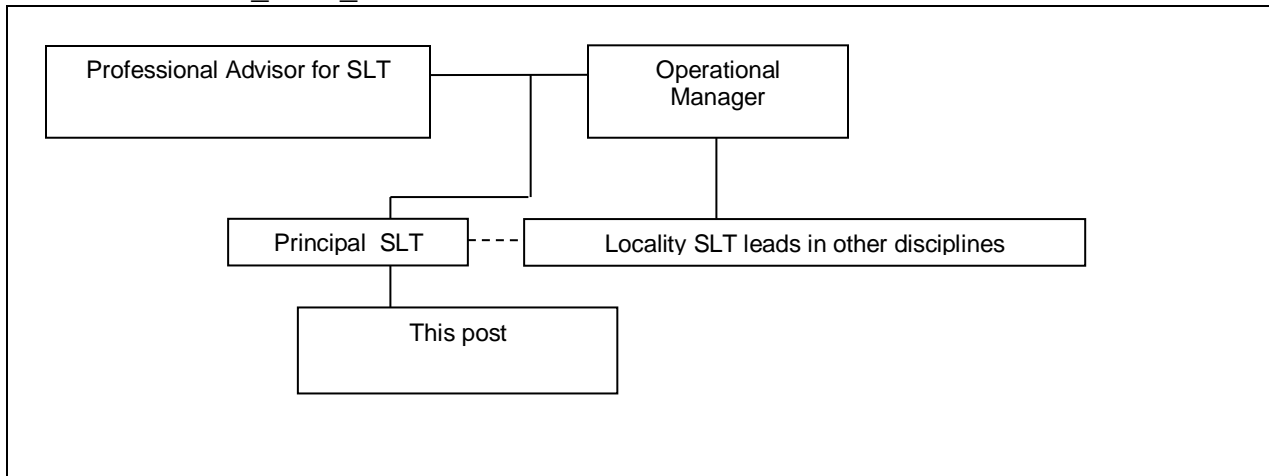 Professional Advisor for SLT
Operational
Manager
Principal SLT
Locality SLT leads in other disciplines
This post